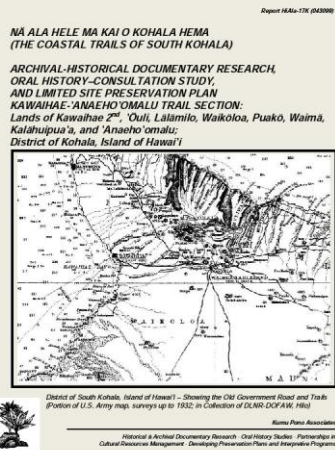 Report HiAla-17K (043099)
NĀ ALA HELE MA KAI O KOHALA HEMA
(THE COASTAL TRAILS OF SOUTH KOHALA)
ARCHIVAL-HISTORICAL DOCUMENTARY RESEARCH,
ORAL HISTORY–CONSULTATION STUDY,
AND LIMITED SITE PRESERVATION PLAN
KAWAIHAE-'ANAEHO'OMALU TRAIL SECTION:
Lands of Kawaihae 2nd, 'Ōuli, Lālāmilo, Waikōloa, Puakō, Waimā,
Kalāhuipua'a, and 'Anaeho'omalu;
District of Kohala, Island of Hawai'i
WAIKOLOA
MAUN
District of South Kohala, Island of Hawai'i – Showing the Old Government Road and Trails
(Portion of U.S. Army map, surveys up to 1932; in Collection of DLNR-DOFAW, Hilo)
Kumu Pono Associates
Historical & Archival Documentary Research · Oral History Studies · Partnerships in
Cultural Resources Management · Developing Preservation Plans and Interpretive Programs